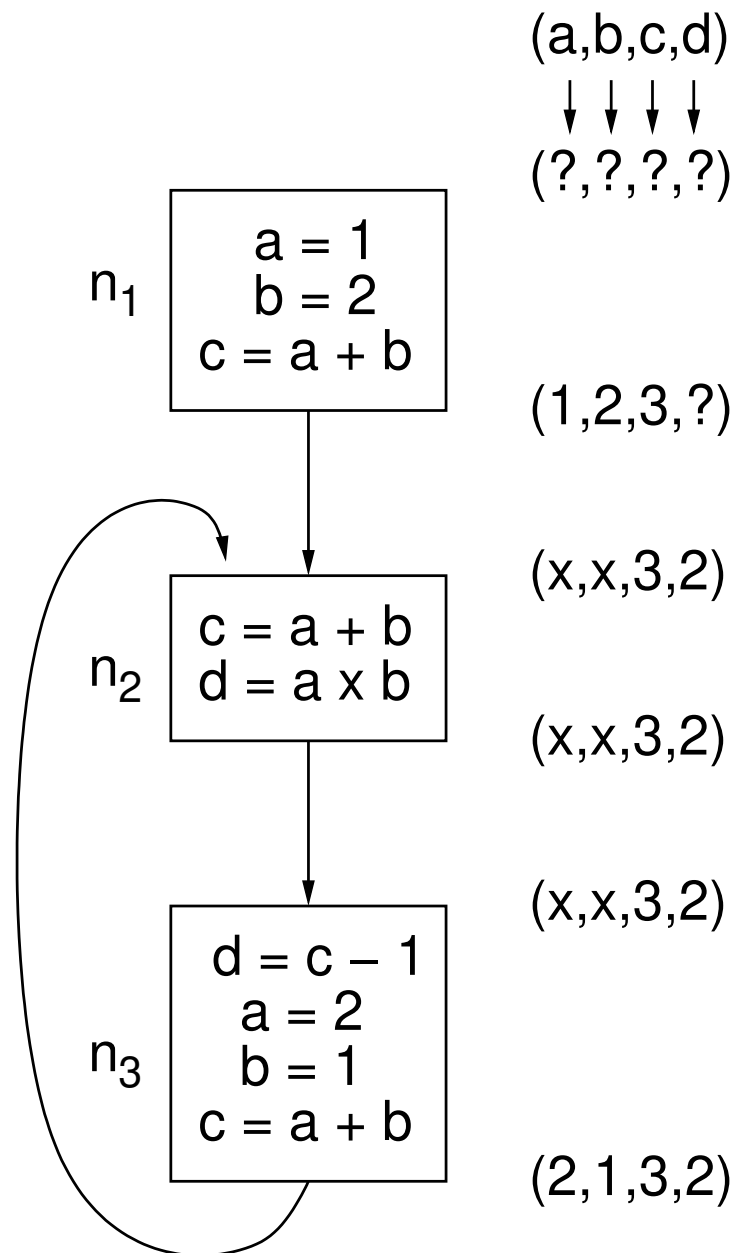 (a,b,c,d)
(?,?,?,?)
n1
a = 1
b = 2
c = a + b
(1,2,3,?)
(x,x,3,2)
n2
c = a + b
d = a x b
(x,x,3,2)
(x,x,3,2)
n3
d = c – 1
a = 2
b = 1
c = a + b
(2,1,3,2)